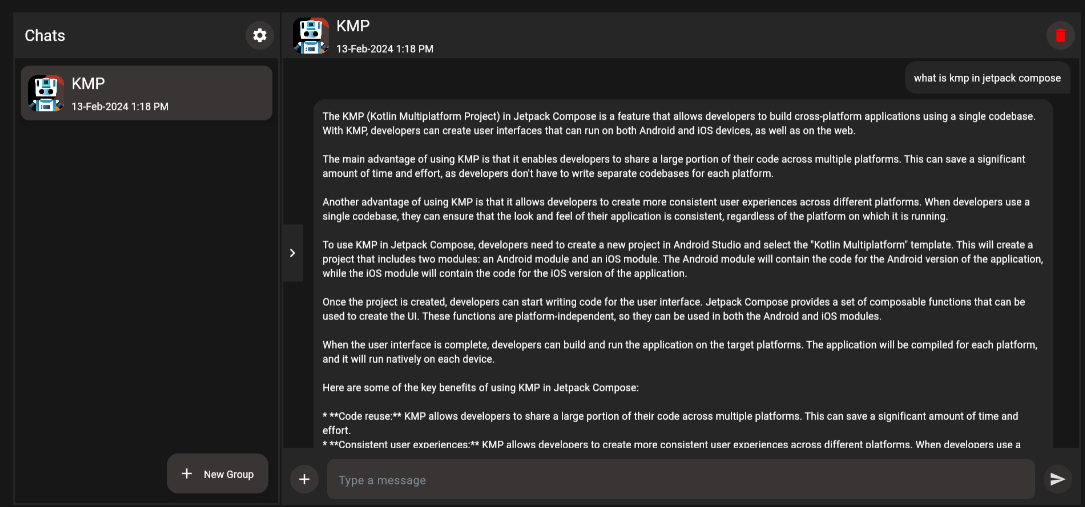 Chats
KMP
13-Feb-2024 1:18 PM
New Group
KMP
13-Feb-2024 1:18 PM
what is kmp in jetpack compose
The KMP (Kotlin Multiplatform Project) in Jetpack Compose is a feature that allows developers to build cross-platform applications using a single codebase.
With KMP, developers can create user interfaces that can run on both Android and iOS devices, as well as on the web.
The main advantage of using KMP is that it enables developers to share a large portion of their code across multiple platforms. This can save a significant
amount of time and effort, as developers don't have to write separate codebases for each platform.
Another advantage of using KMP is that it allows developers to create more consistent user experiences across different platforms. When developers use a
single codebase, they can ensure that the look and feel of their application is consistent, regardless of the platform on which it is running.
To use KMP in Jetpack Compose, developers need to create a new project in Android Studio and select the "Kotlin Multiplatform" template. This will create a
project that includes two modules: an Android module and an iOS module. The Android module will contain the code for the Android version of the application,
while the iOS module will contain the code for the iOS version of the application.
Once the project is created, developers can start writing code for the user interface. Jetpack Compose provides a set of composable functions that can be
used to create the UI. These functions are platform-independent, so they can be used in both the Android and iOS modules.
When the user interface is complete, developers can build and run the application on the target platforms. The application will be compiled for each platform,
and it will run natively on each device.
Here are some of the key benefits of using KMP in Jetpack Compose:
* **Code reuse:** KMP allows developers to share a large portion of their code across multiple platforms. This can save a significant amount of time and
effort.
* **Consistent user experiences:** KMP allows developers to create more consistent user experiences across different platforms. When developers use a
Type a message